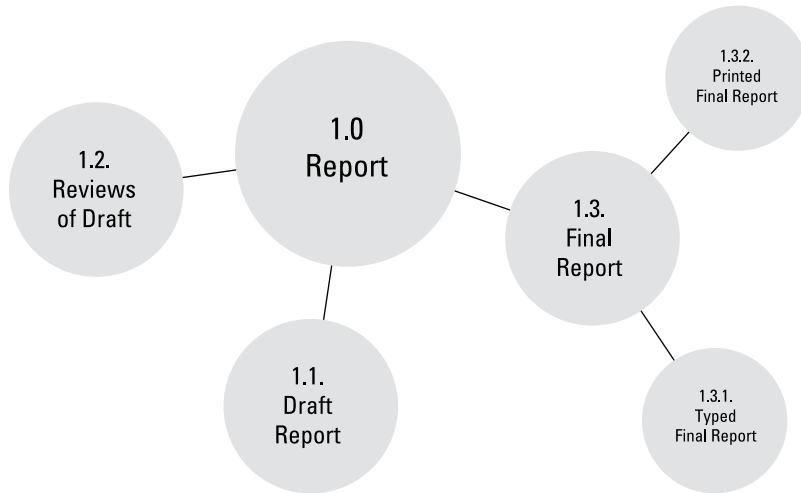 1.0
Report
1.1.
Draft
Report
1.2.
Reviews
of Draft
1.3.
Final
Report
1.3.1.
Typed
Final Report
1.3.2.
Printed
Final Report